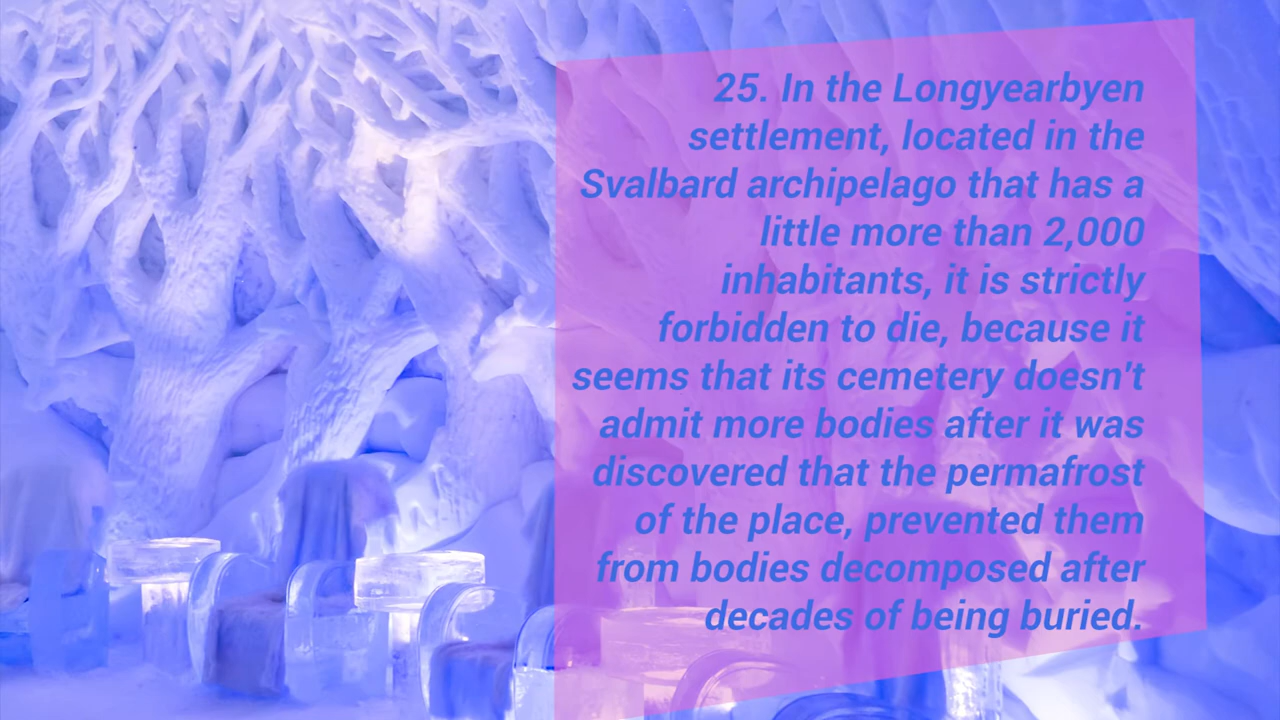 25. In the Longyearbyen
settlement, located in the
Svalbard archipelago that has a
little more than 2,000
inhabitants, it is strictly
forbidden to die, because it
seems that its cemetery doesn't
admit more bodies after it was
discovered that the permafrost
of the place, prevented them
from bodies decomposed after
decades of being buried.